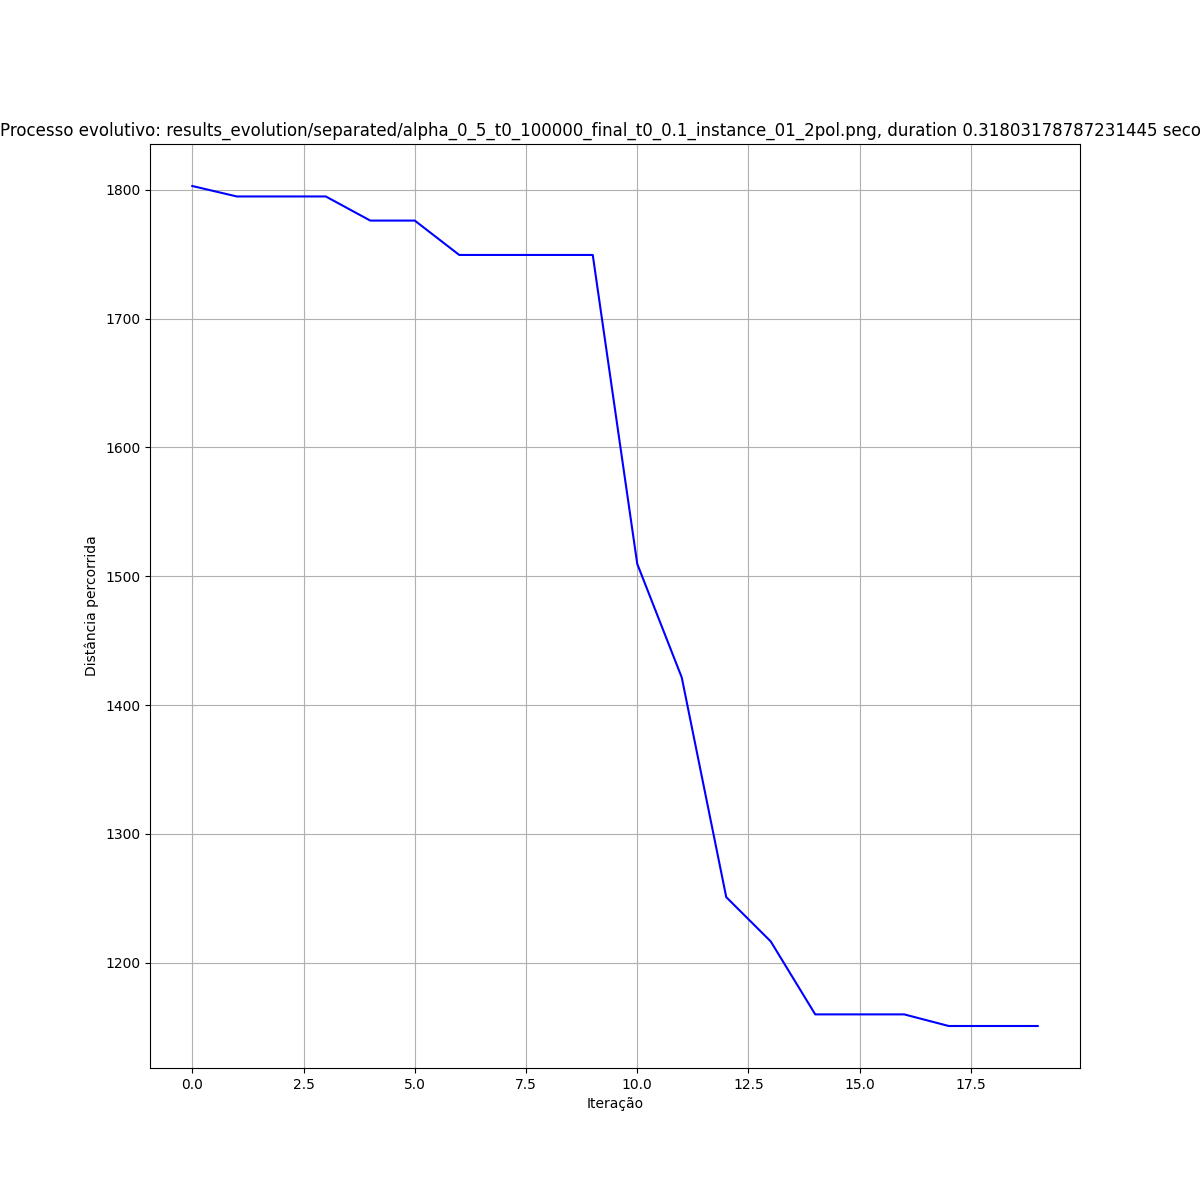 Processo evolutivo: results_evolution/separated/alpha_0_5_t0_100000_final_t0_0.1_instance_01_2pol.png, duration 0.31803178787231445 seco
1800
1700
1600
1500
1400
1300
1200
Distância percorrida
0.0 2.5 5.0 7.5 10.0 12.5 15.0 17.5
Iteração